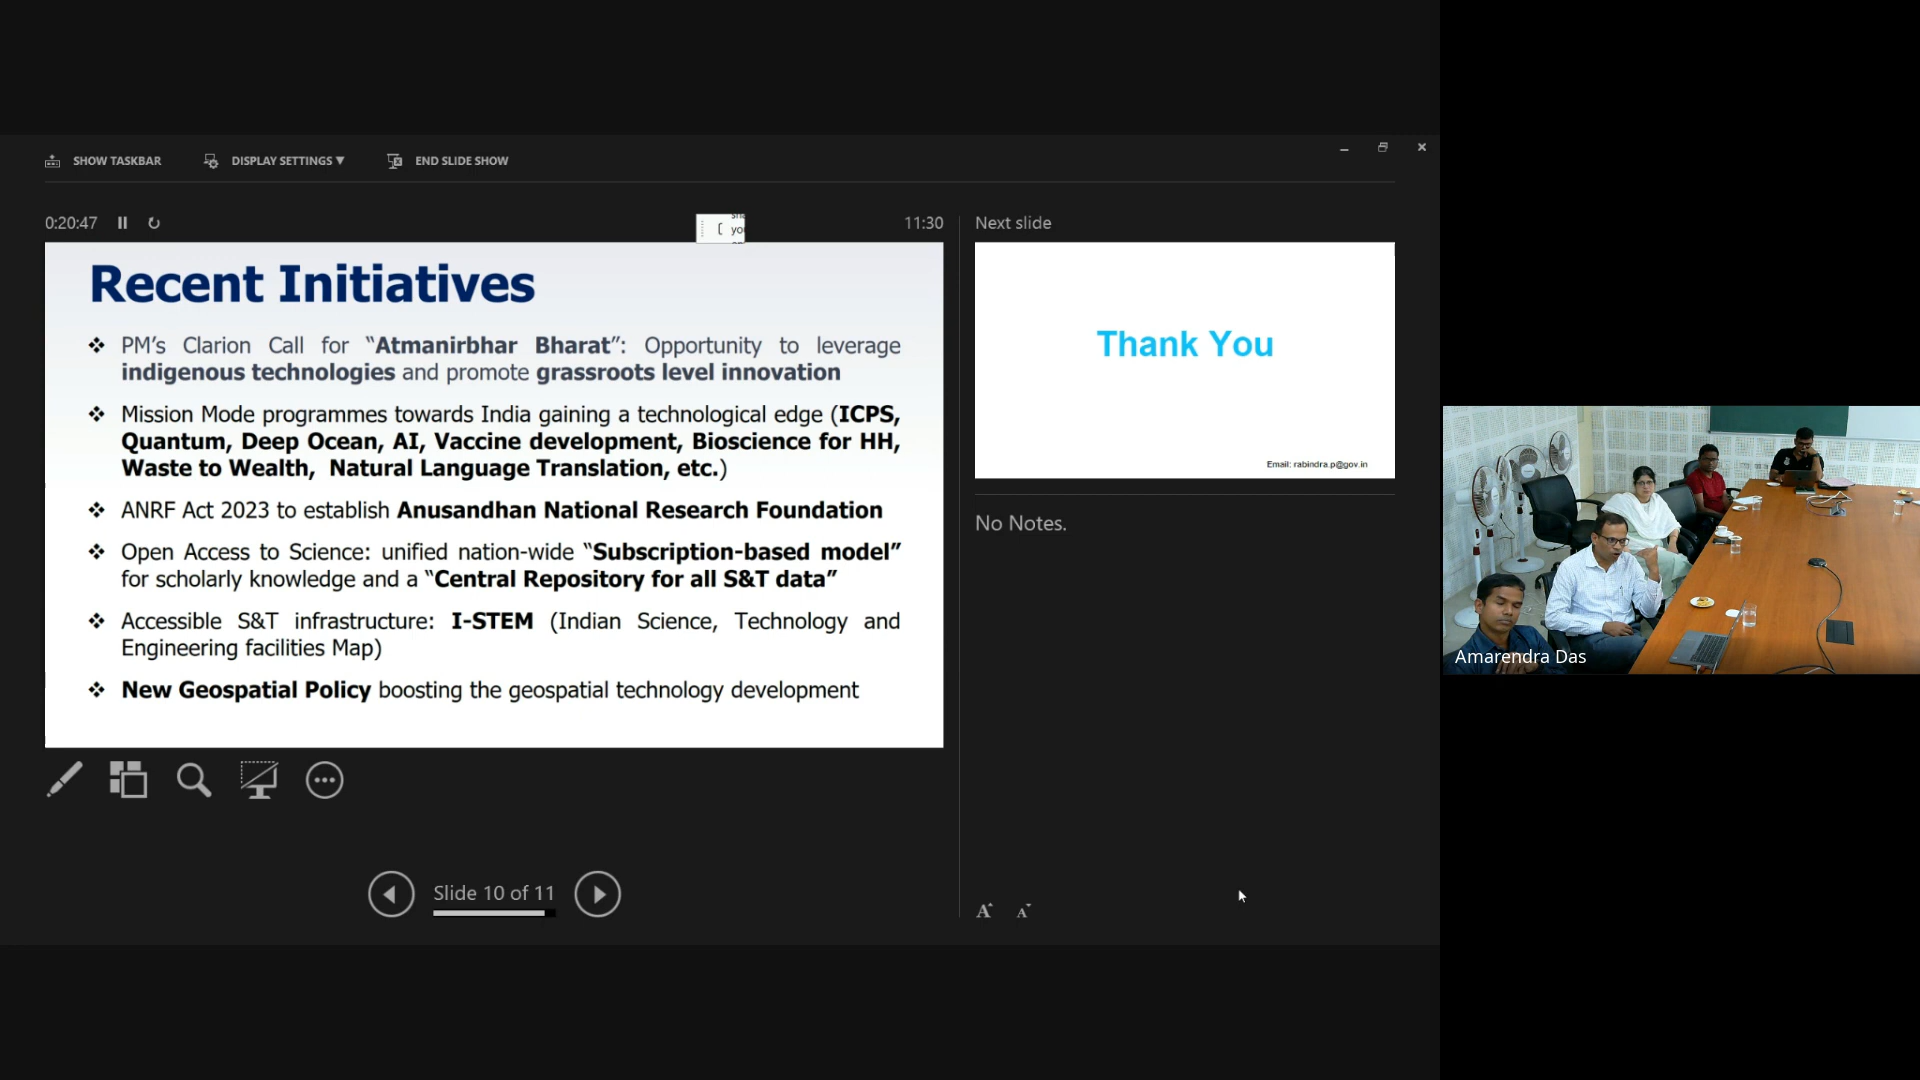 SHOW TASKBAR
DISPLAY SETTINGS ▼
END SLIDE SHOW
0:20:47
[ you
11:30
Recent Initiatives
❖ PM’s Clarion Call for “Atmanirbhar Bharat”: Opportunity to leverage
indigenous technologies and promote grassroots level innovation
❖ Mission Mode programmes towards India gaining a technological edge (ICPS,
Quantum, Deep Ocean, AI, Vaccine development, Bioscience for HH,
Waste to Wealth, Natural Language Translation, etc.)
❖ ANRF Act 2023 to establish Anusandhan National Research Foundation
❖ Open Access to Science: unified nation-wide “Subscription-based model”
for scholarly knowledge and a “Central Repository for all S&T data”
❖ Accessible S&T infrastructure: I-STEM (Indian Science, Technology and
Engineering facilities Map)
❖ New Geospatial Policy boosting the geospatial technology development
Slide 10 of 11
Next slide
Thank You
Email: rabindra.p@gov.in
No Notes.
A A
Amarendra Das